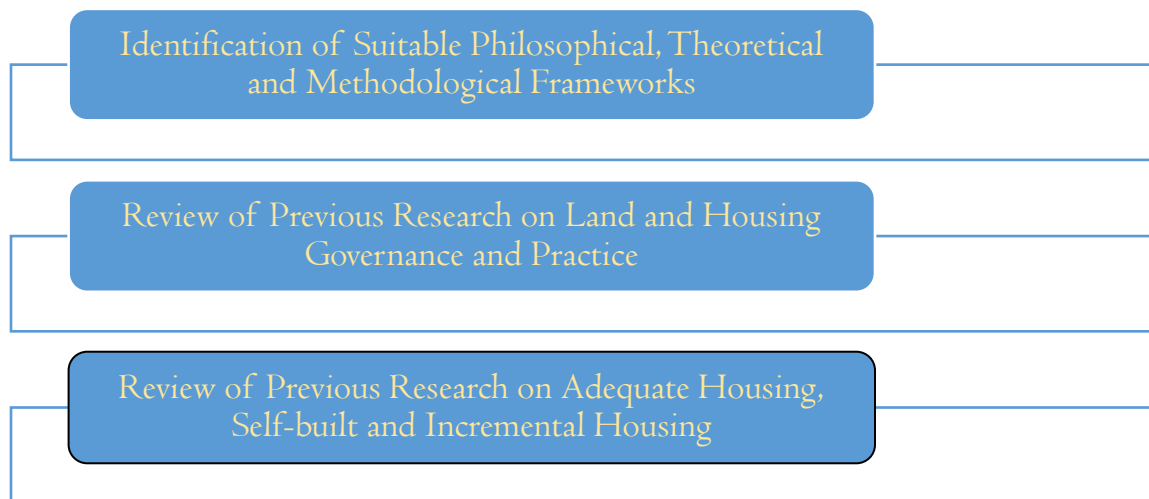 Identification of Suitable Philosophical, Theoretical
and Methodological Frameworks
Review of Previous Research on Land and Housing
Governance and Practice
Review of Previous Research on Adequate Housing,
Self-built and Incremental Housing